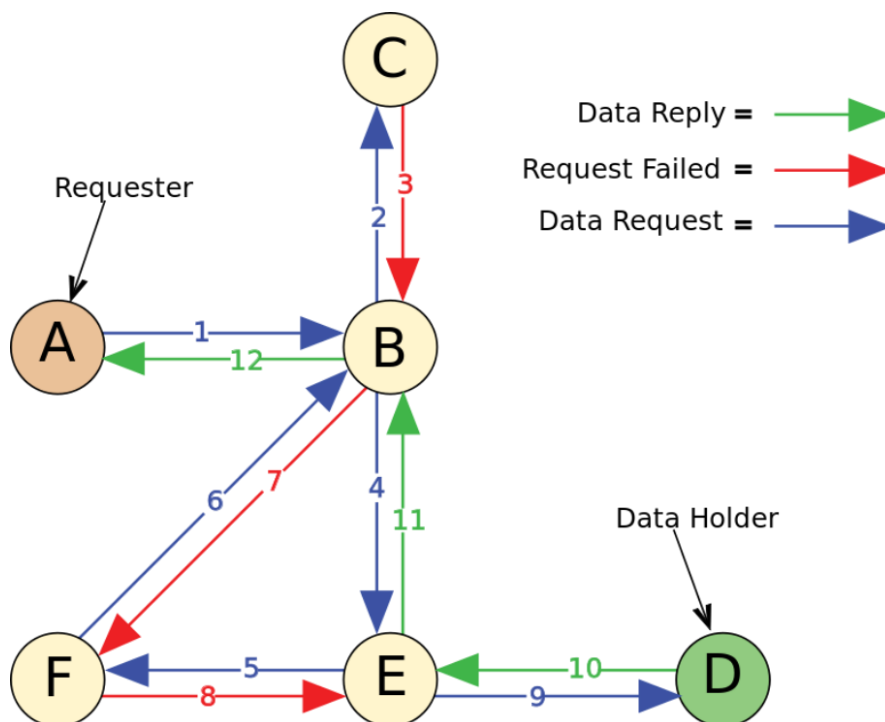 C
Data Reply =
Request Failed =
Data Request =
Requester
3
2
A
1
12
B
6
7
4
11
Data Holder
F
5
8
E
10
9
D